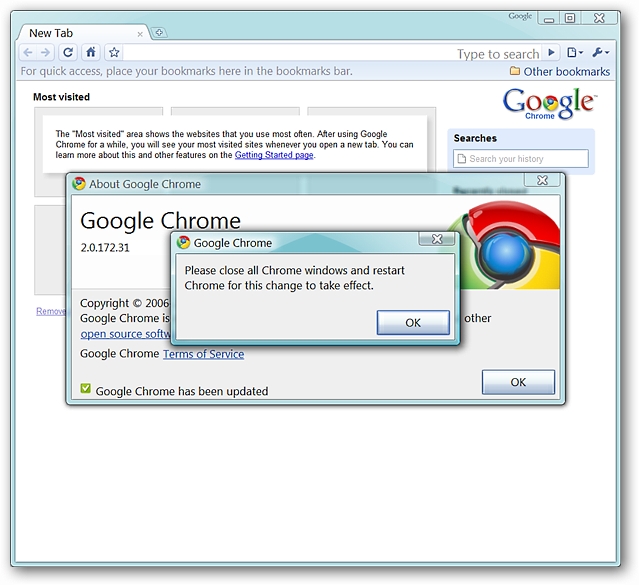 Google
New Tab
Type to search
For quick access, place your bookmarks here in the bookmarks bar.
Other bookmarks
Most visited
Google™
Chrome
The "Most visited" area shows the websites that you use most often. After using Google
Chrome for a while, you will see your most visited sites whenever you open a new tab. You can
learn more about this and other features on the Getting Started page.
Searches
Search your history
Recently closed
About Google Chrome
Google Chrome
2.0.172.31
Google Chrome
Please close all Chrome windows and restart
Chrome for this change to take effect.
OK
Remove
Copyright © 2006
Google Chrome is
other
open source softw
Google Chrome Terms of Service
Google Chrome has been updated
OK